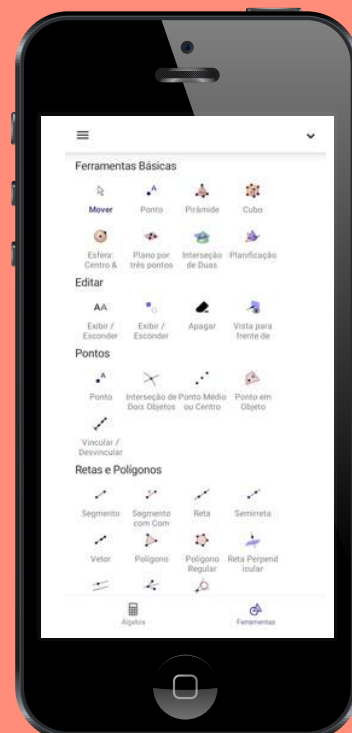 Ferramentas Básicas
A
Mover
Ponto
Pirâmide
Cubo
Esfera:
Centro &
Plano por
três pontos
Interseção
de Duas
Planificação
Editar
AA
Exibir /
Esconder
Exibir /
Esconder
Apagar
Vista para
frente de
Pontos
A
Ponto
Interseção de
Dois Objetos
Ponto Médio
ou Centro
Ponto em
Objeto
Vincular /
Desvincular
Retas e Polígonos
Segmento
Segmento
com Com
Reta
Semirreta
Vetor
Polígono
Polígono
Regular
Reta Perpend
icular
Álgebra
Ferramentas